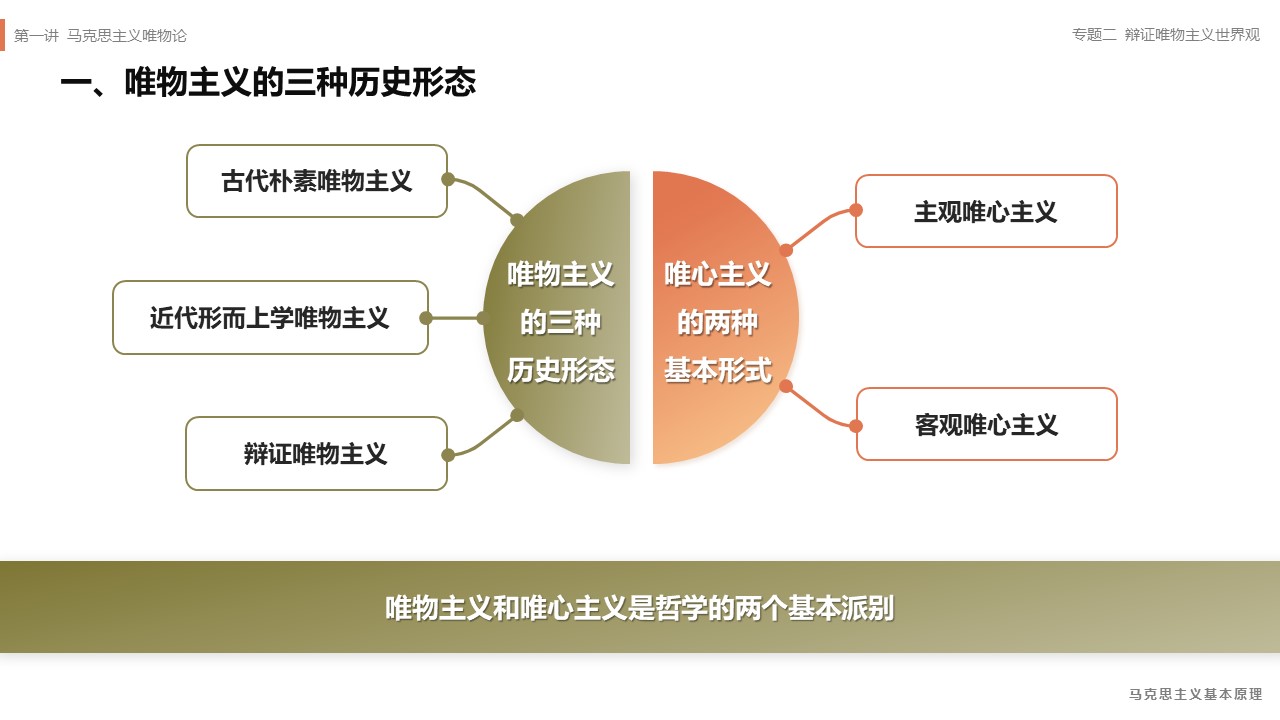 第一讲 马克思主义唯物论
专题二 辩证唯物主义世界观
一、唯物主义的三种历史形态
古代朴素唯物主义
近代形而上学唯物主义
辩证唯物主义
唯物主义
的三种
历史形态
唯心主义
的两种
基本形式
主观唯心主义
客观唯心主义
唯物主义和唯心主义是哲学的两个基本派别
马克思主义基本原理